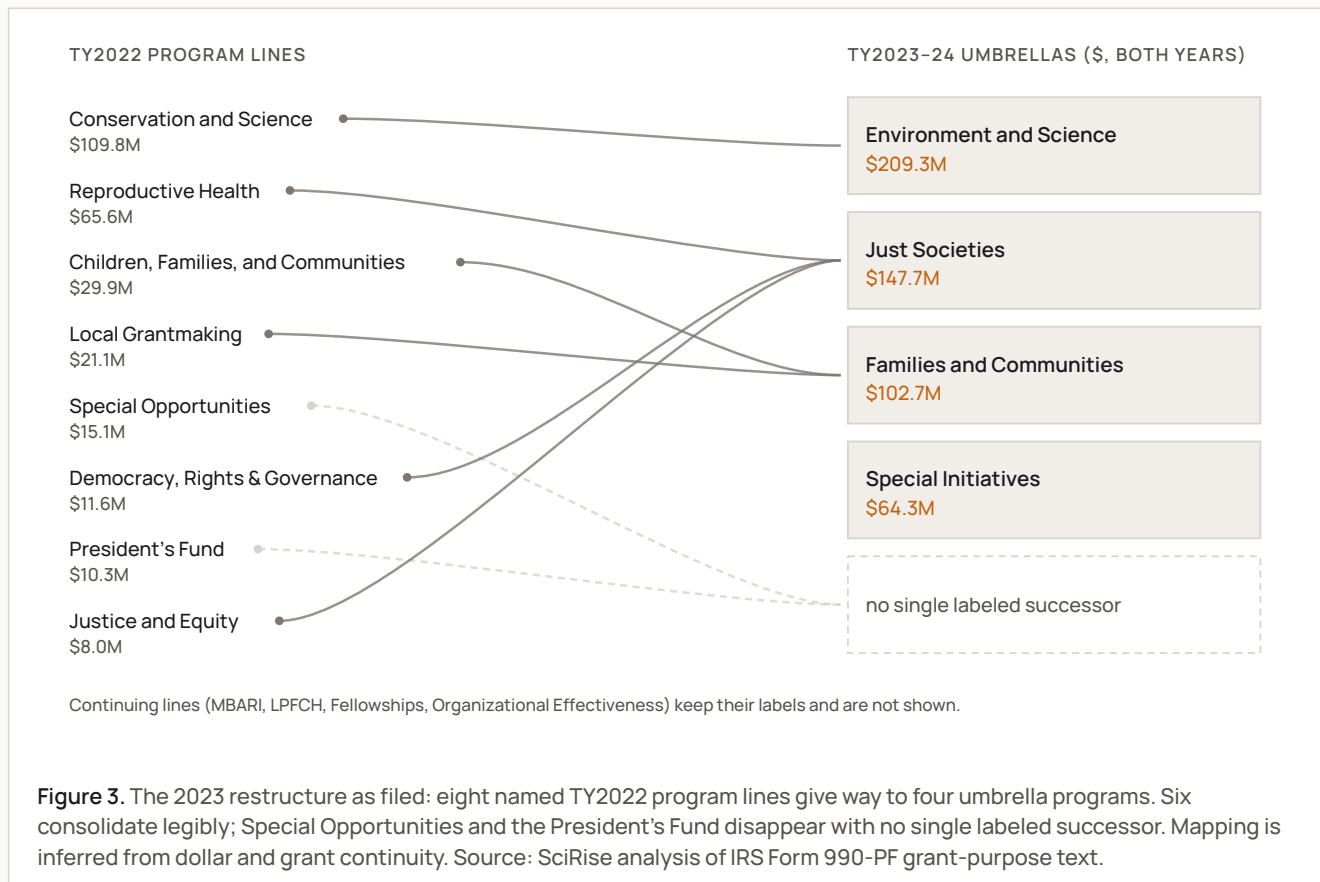 TY2022 PROGRAM LINES
TY2023–24 UMBRELLAS ($, BOTH YEARS)
Conservation and Science
$109.8M
Reproductive Health
$65.6M
Children, Families, and Communities
$29.9M
Local Grantmaking
$21.1M
Special Opportunities
$15.1M
Democracy, Rights & Governance
$11.6M
President's Fund
$10.3M
Justice and Equity
$8.0M
Environment and Science
$209.3M
Just Societies
$147.7M
Families and Communities
$102.7M
Special Initiatives
$64.3M
no single labeled successor
Continuing lines (MBARI, LPFCH, Fellowships, Organizational Effectiveness) keep their labels and are not shown.
Figure 3. The 2023 restructure as filed: eight named TY2022 program lines give way to four umbrella programs. Six
consolidate legibly; Special Opportunities and the President's Fund disappear with no single labeled successor. Mapping is
inferred from dollar and grant continuity. Source: SciRise analysis of IRS Form 990-PF grant-purpose text.